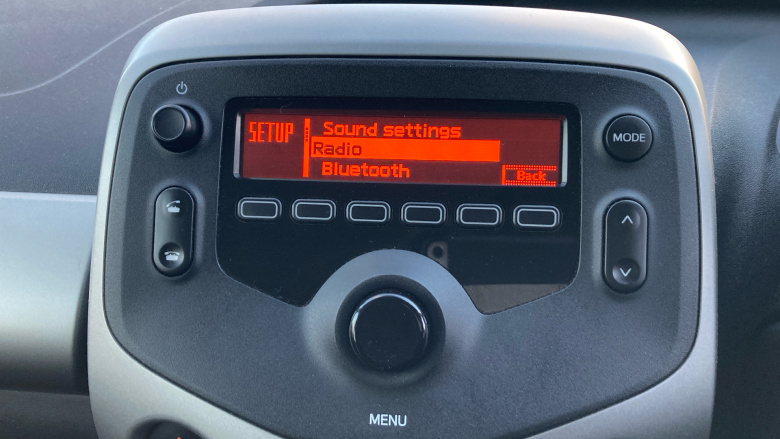 SETUP
Sound settings
Radio
Bluetooth
Back
MODE
MENU